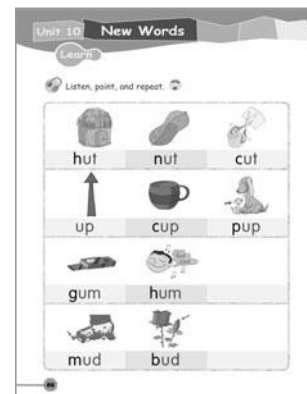 Unit 10 New Words
Learn
Listen, point, and repeat.
hut nut cut
up cup pup
gum hum
mud bud